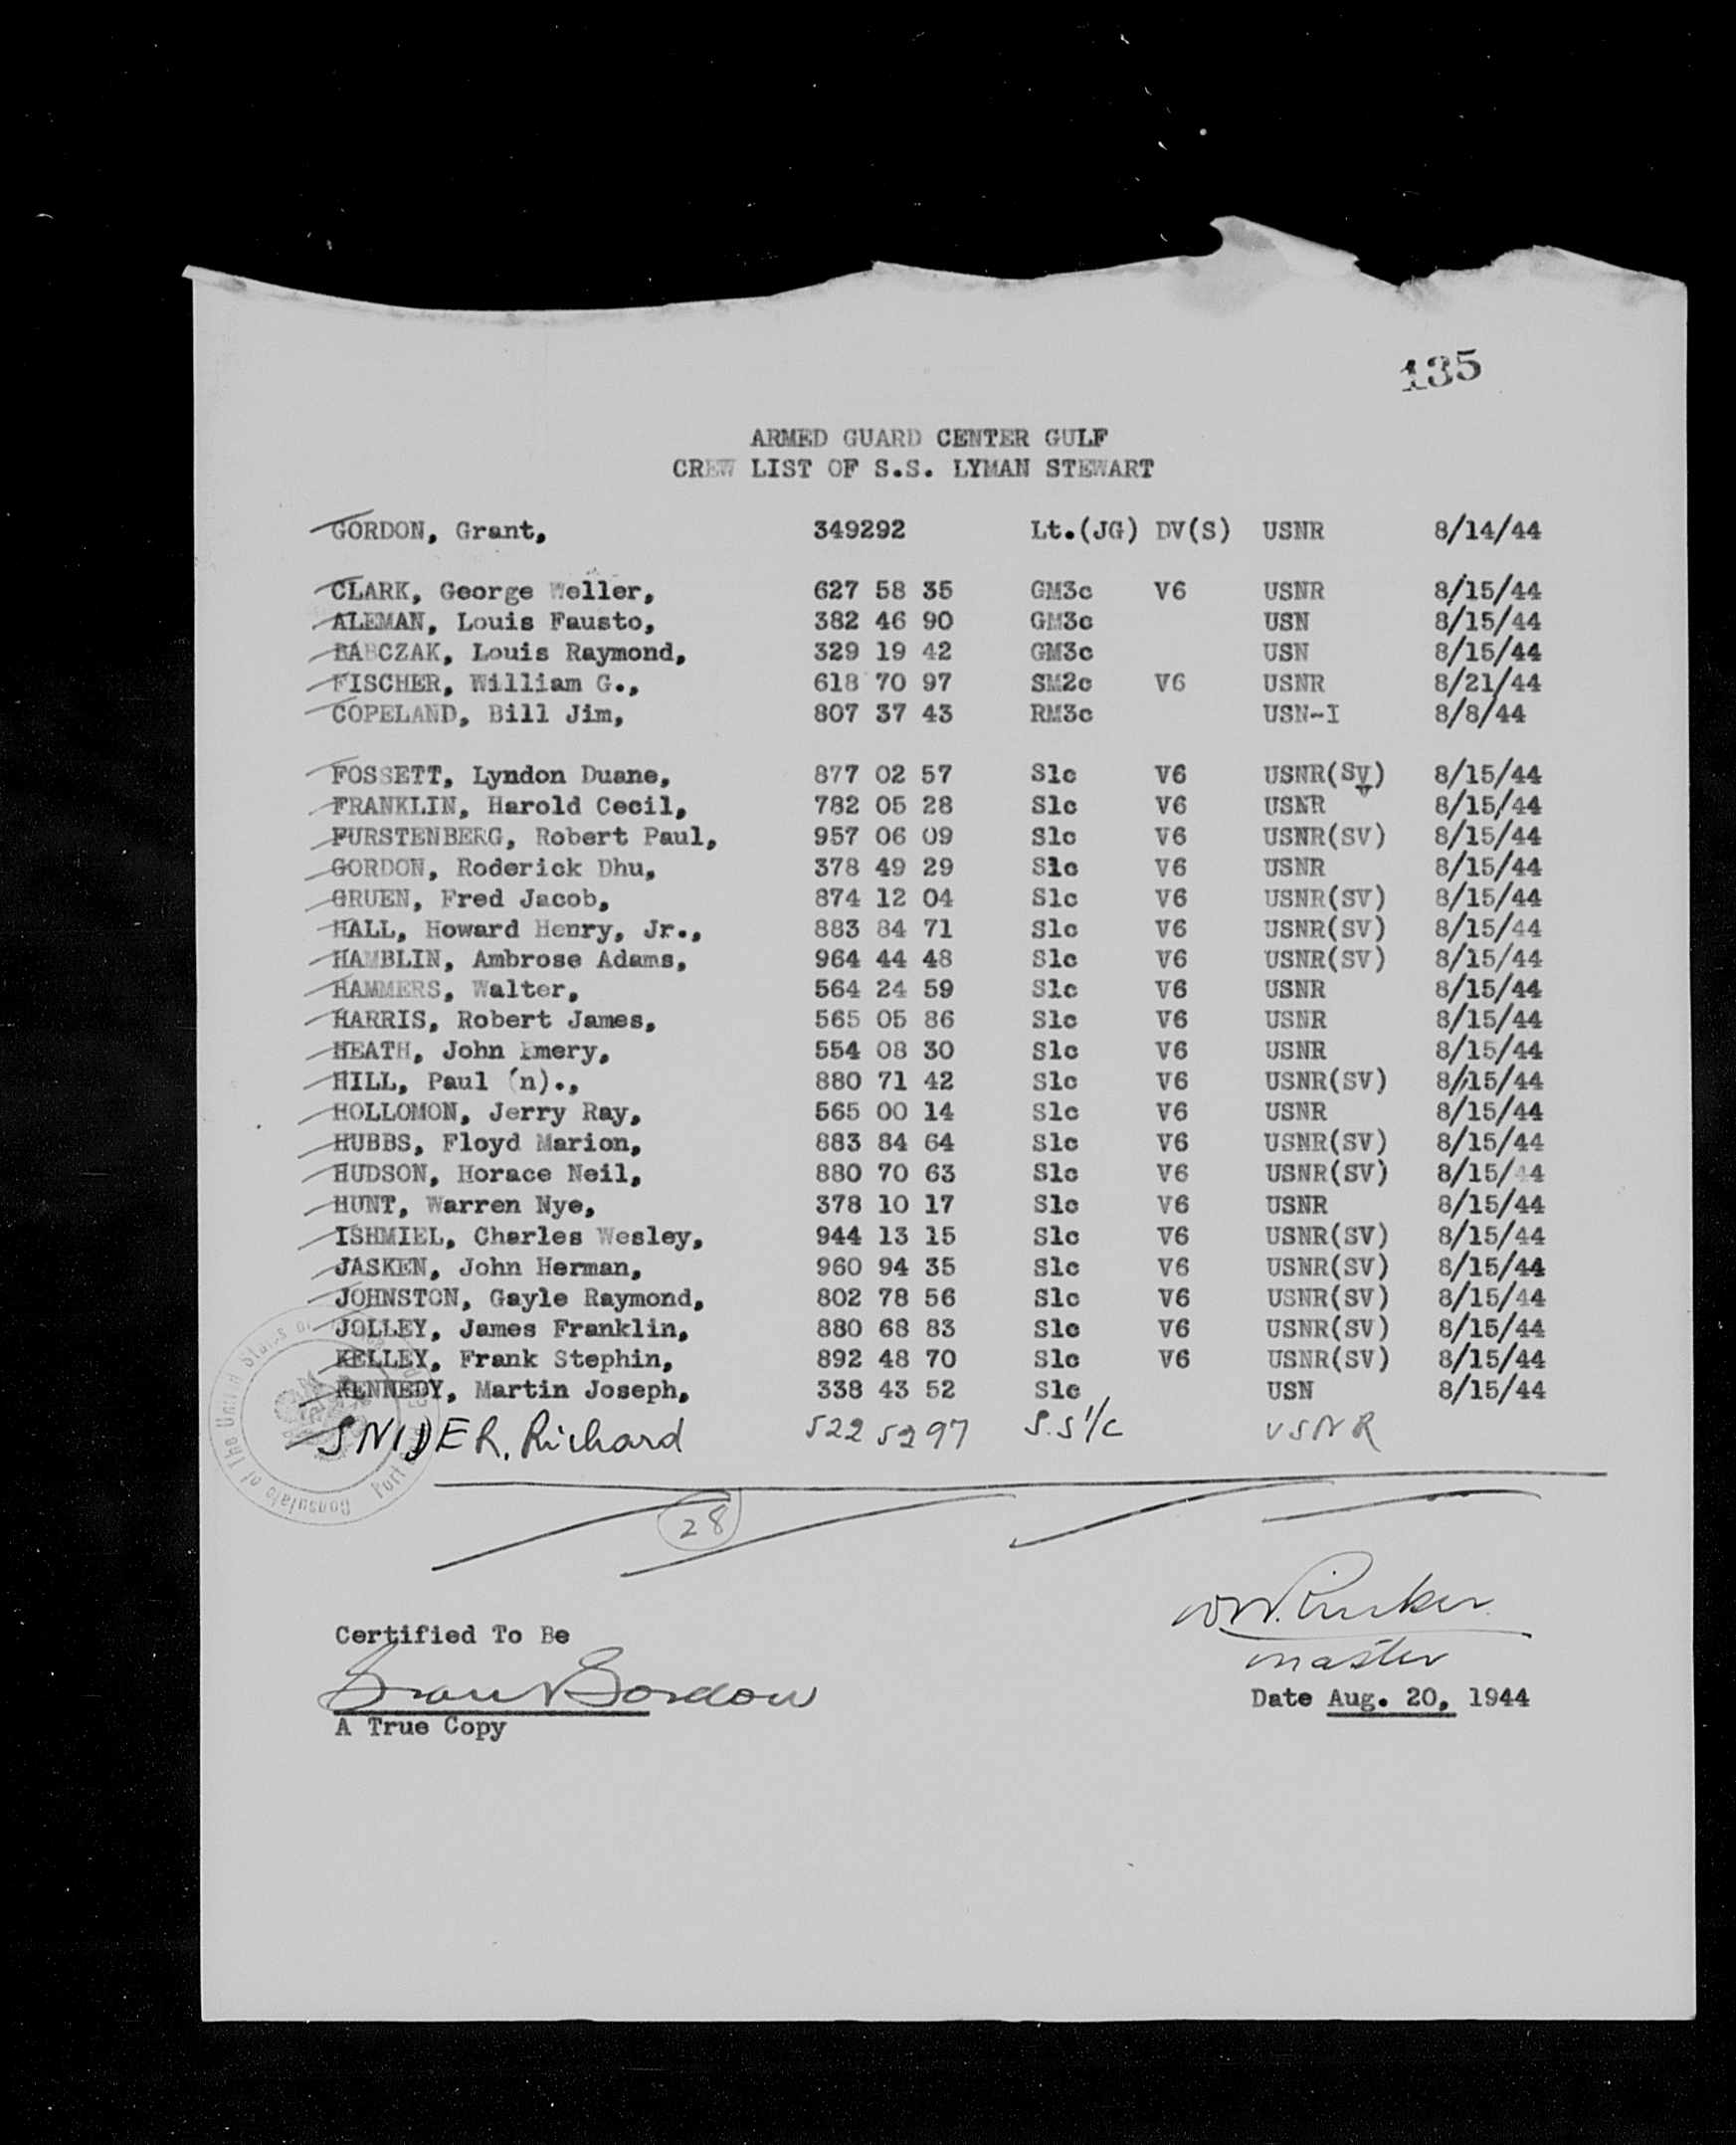 135
ARMED GUARD CENTER GULF
CREW LIST OF S.S. LYMAN STEWART
GORDON, Grant, 349292 Lt.(JG) DV(S) USNR 8/14/44
CLARK, George Weller, 627 58 35 GM3c V6 USNR 8/15/44
ALEMAN, Louis Fausto, 382 46 90 GM3c USN 8/15/44
BABCZAK, Louis Raymond, 329 19 42 GM3c USN 8/15/44
FISCHER, William G., 618 70 97 SM2c V6 USNR 8/21/44
COPELAND, Bill Jim, 807 37 43 RM3c USN-I 8/8/44
FOSSETT, Lyndon Duane, 877 02 57 S1c V6 USNR(SV) 8/15/44
FRANKLIN, Harold Cecil, 782 05 28 S1c V6 USNR 8/15/44
FURSTENBERG, Robert Paul, 957 06 09 S1c V6 USNR(SV) 8/15/44
GORDON, Roderick Dhu, 378 49 29 S1c V6 USNR 8/15/44
GRUEN, Fred Jacob, 874 12 04 S1c V6 USNR(SV) 8/15/44
HALL, Howard Henry, Jr., 883 84 71 S1c V6 USNR(SV) 8/15/44
HAMBLIN, Ambrose Adams, 964 44 48 S1c V6 USNR(SV) 8/15/44
HAMMERS, Walter, 564 24 59 S1c V6 USNR 8/15/44
HARRIS, Robert James, 565 05 86 S1c V6 USNR 8/15/44
HEATH, John Emery, 554 08 30 S1c V6 USNR 8/15/44
HILL, Paul (n)., 880 71 42 S1c V6 USNR(SV) 8/15/44
HOLLOMON, Jerry Ray, 565 00 14 S1c V6 USNR 8/15/44
HUBBS, Floyd Marion, 883 84 64 S1c V6 USNR(SV) 8/15/44
HUDSON, Horace Neil, 880 70 63 S1c V6 USNR(SV) 8/15/44
HUNT, Warren Nye, 378 10 17 S1c V6 USNR 8/15/44
ISHMIEL, Charles Wesley, 944 13 15 S1c V6 USNR(SV) 8/15/44
JASKEN, John Herman, 960 94 35 S1c V6 USNR(SV) 8/15/44
JOHNSTON, Gayle Raymond, 802 78 56 S1c V6 USNR(SV) 8/15/44
JOLLEY, James Franklin, 880 68 83 S1c V6 USNR(SV) 8/15/44
KELLEY, Frank Stephin, 892 48 70 S1c V6 USNR(SV) 8/15/44
KENNEDY, Martin Joseph, 338 43 52 S1c USN 8/15/44
SNIDER, Richard 522 52 97 S.S 1/c USNR
Consulate of The United States of
28
Certified To Be
Grant Gordon
A True Copy
master
Date Aug. 20, 1944